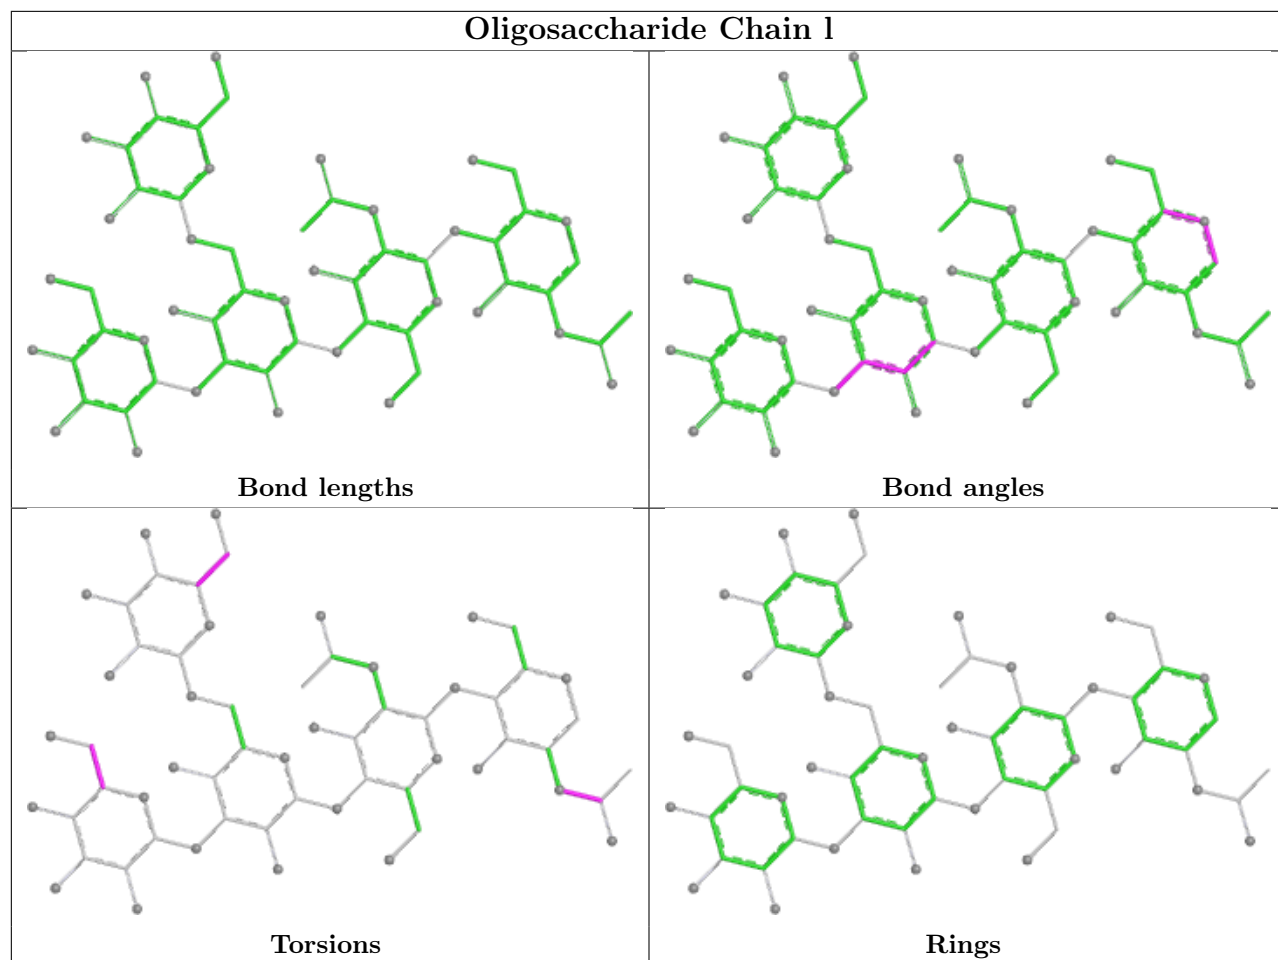 Oligosaccharide Chain l
Bond lengths
Bond angles
Torsions
Rings